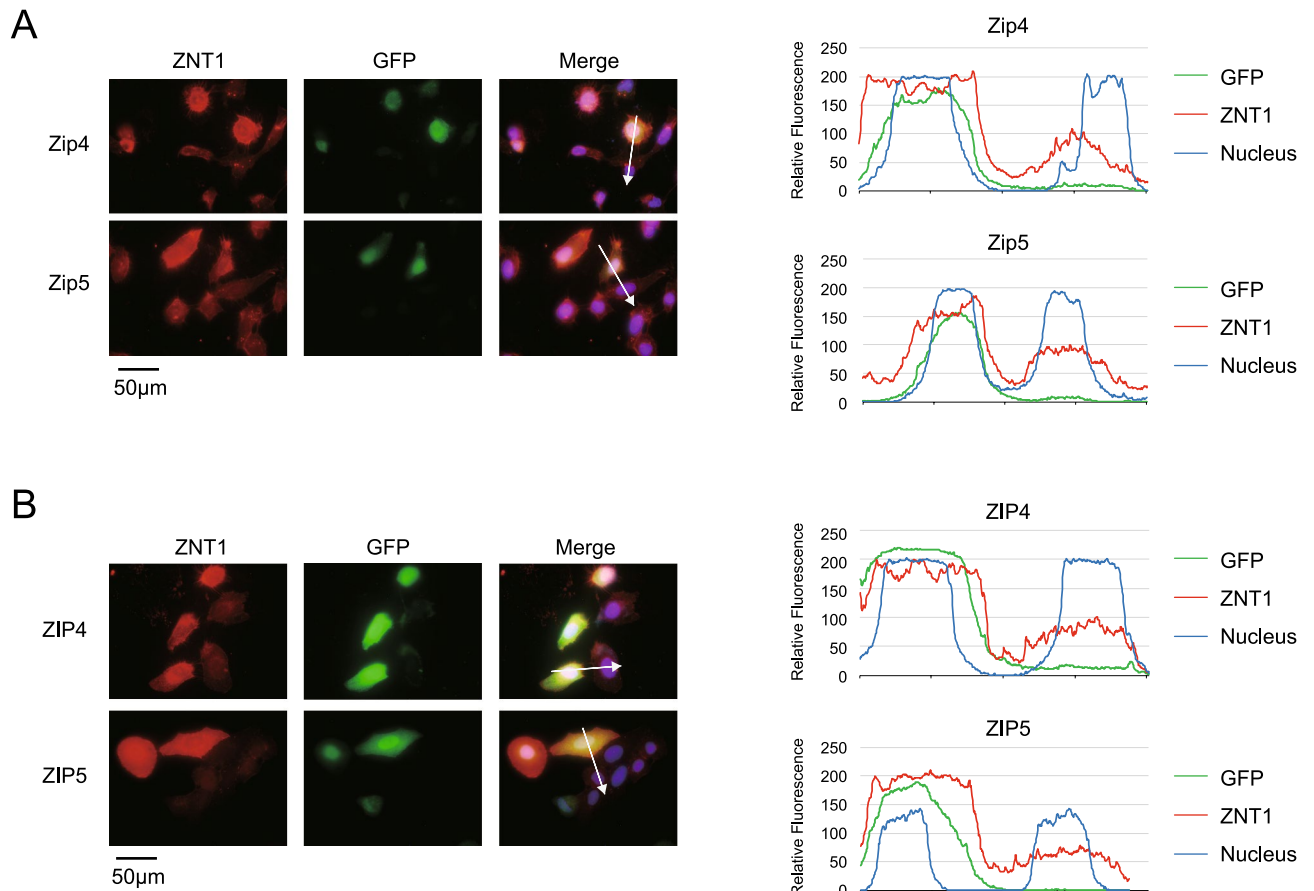 A
ZNT1 GFP Merge
Zip4
Zip5
50μm
Zip4
Relative Fluorescence
250
200
150
100
50
0
GFP
ZNT1
Nucleus
Zip5
Relative Fluorescence
250
200
150
100
50
0
GFP
ZNT1
Nucleus
B
ZNT1 GFP Merge
ZIP4
ZIP5
50μm
ZIP4
Relative Fluorescence
250
200
150
100
50
0
GFP
ZNT1
Nucleus
ZIP5
Relative Fluorescence
250
200
150
100
50
0
GFP
ZNT1
Nucleus